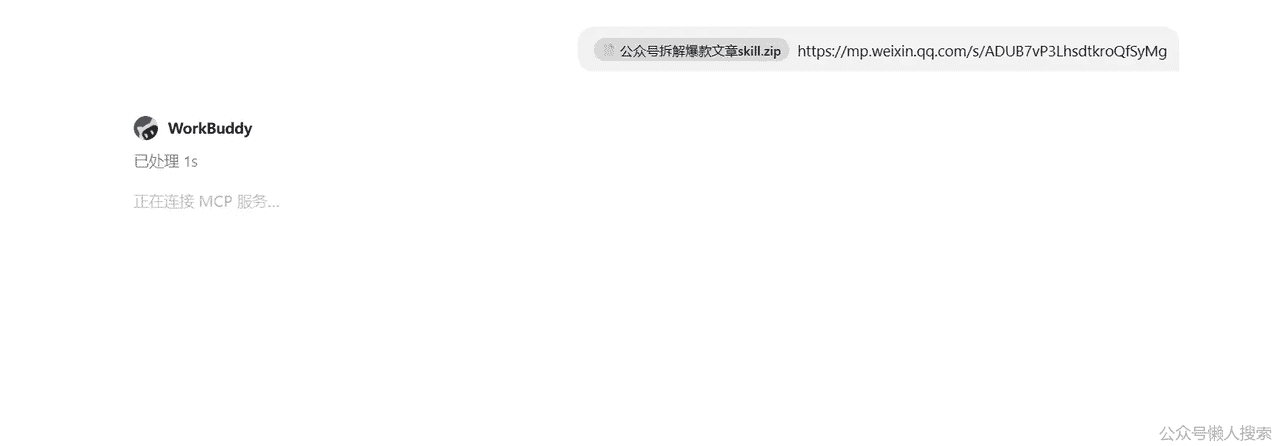 公众号拆解爆款文章skill.zip https://mp.weixin.qq.com/s/ADUB7vP3LhsdtkroQfSyMg
WorkBuddy
已处理 1s
正在连接 MCP 服务...
公众号懒人搜索